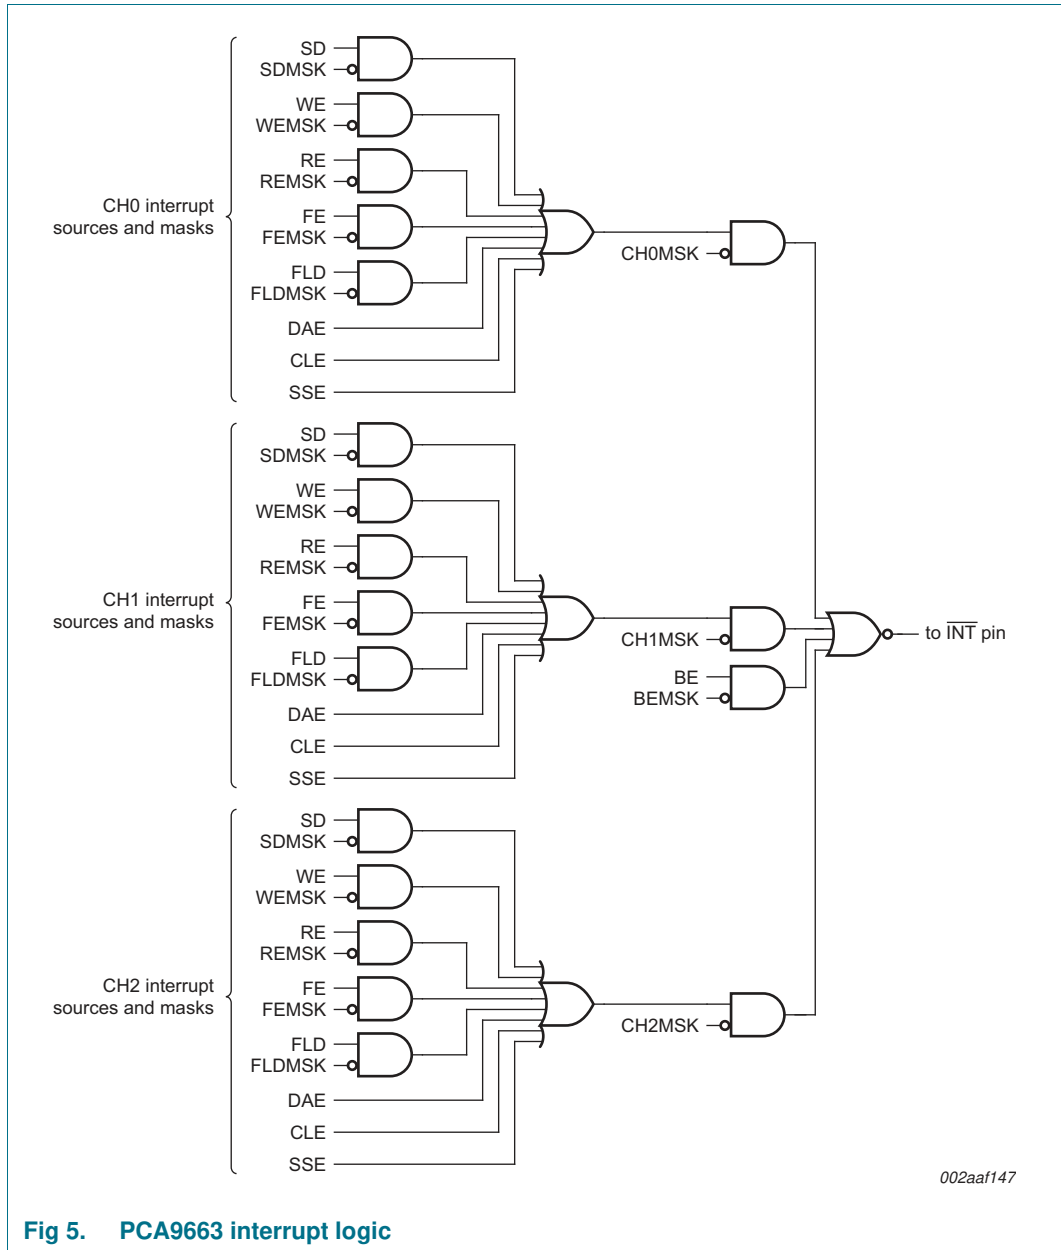 SD
SDMSK
WE
WEMSK
RE
REMSK
CH0 interrupt
sources and masks
FE
FEMSK
FLD
FLDMSK
DAE
CLE
SSE
CH0MSK
SD
SDMSK
WE
WEMSK
RE
REMSK
CH1 interrupt
sources and masks
FE
FEMSK
FLD
FLDMSK
DAE
CLE
SSE
CH1MSK
BE
BEMSK
to INT pin
SD
SDMSK
WE
WEMSK
RE
REMSK
CH2 interrupt
sources and masks
FE
FEMSK
FLD
FLDMSK
DAE
CLE
SSE
CH2MSK
002aaf147
Fig 5. PCA9663 interrupt logic